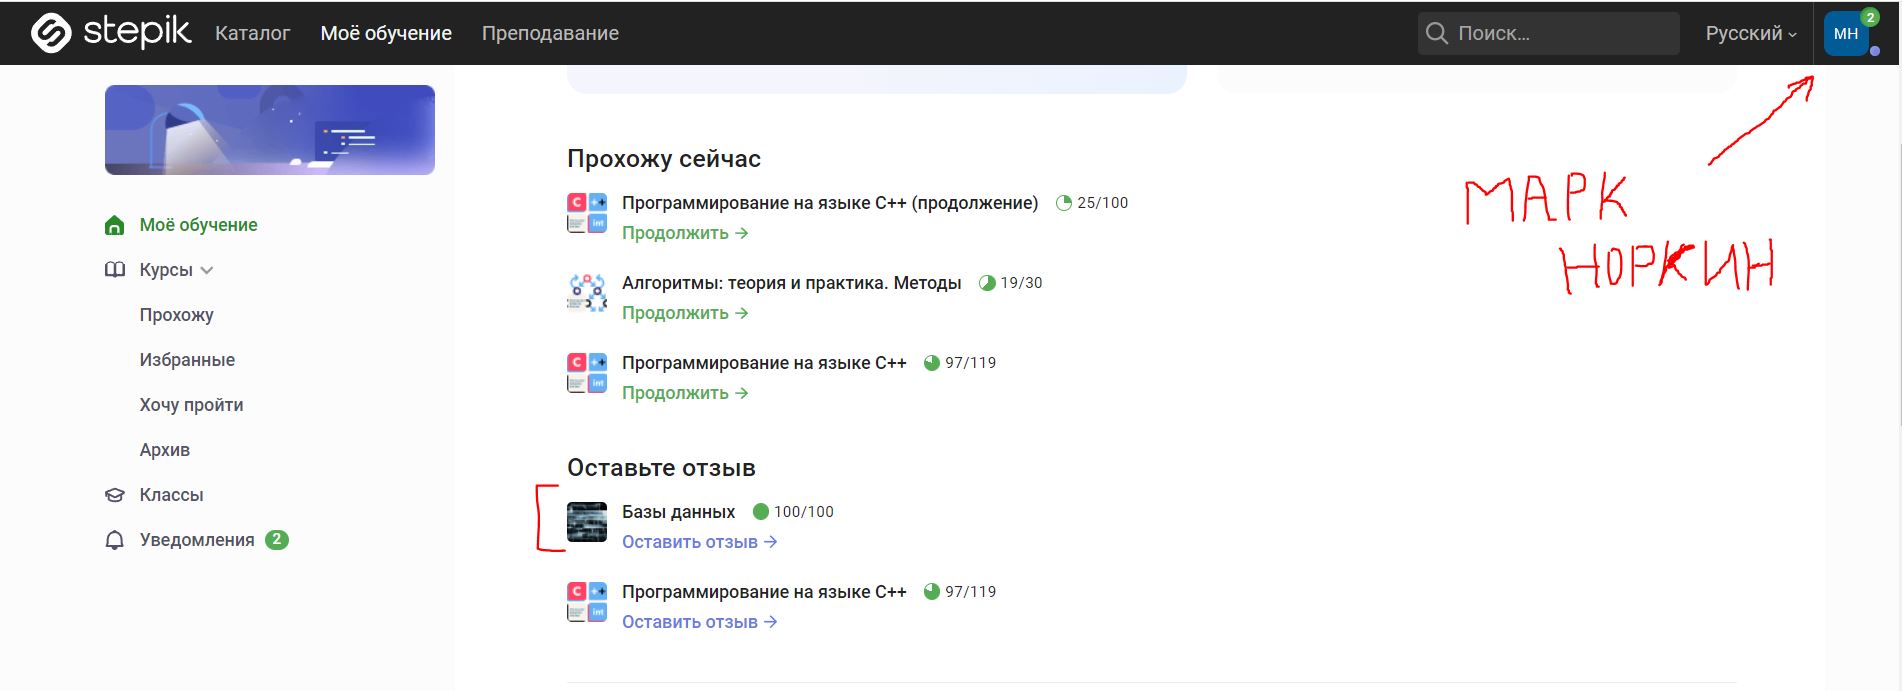 stepik Каталог Моё обучение Преподавание Поиск... Русский МН 2
Моё обучение
Курсы
Прохожу
Избранные
Хочу пройти
Архив
Классы
Уведомления 2
Прохожу сейчас
Программирование на языке C++ (продолжение) 25/100
Продолжить →
Алгоритмы: теория и практика. Методы 19/30
Продолжить →
Программирование на языке C++ 97/119
Продолжить →
Оставьте отзыв
Базы данных 100/100
Оставить отзыв →
Программирование на языке C++ 97/119
Оставить отзыв →
МАРК
НОРКИН